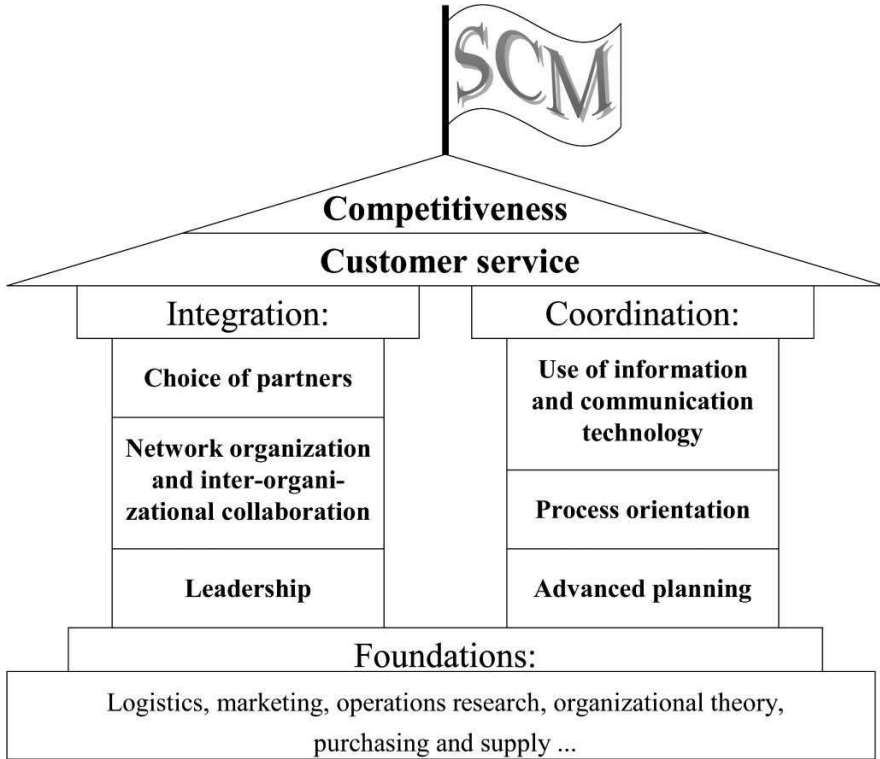 SCM
Competitiveness
Customer service
Integration:
Choice of partners
Network organization
and inter-organi-
zational collaboration
Leadership
Coordination:
Use of information
and communication
technology
Process orientation
Advanced planning
Foundations:
Logistics, marketing, operations research, organizational theory,
purchasing and supply ...